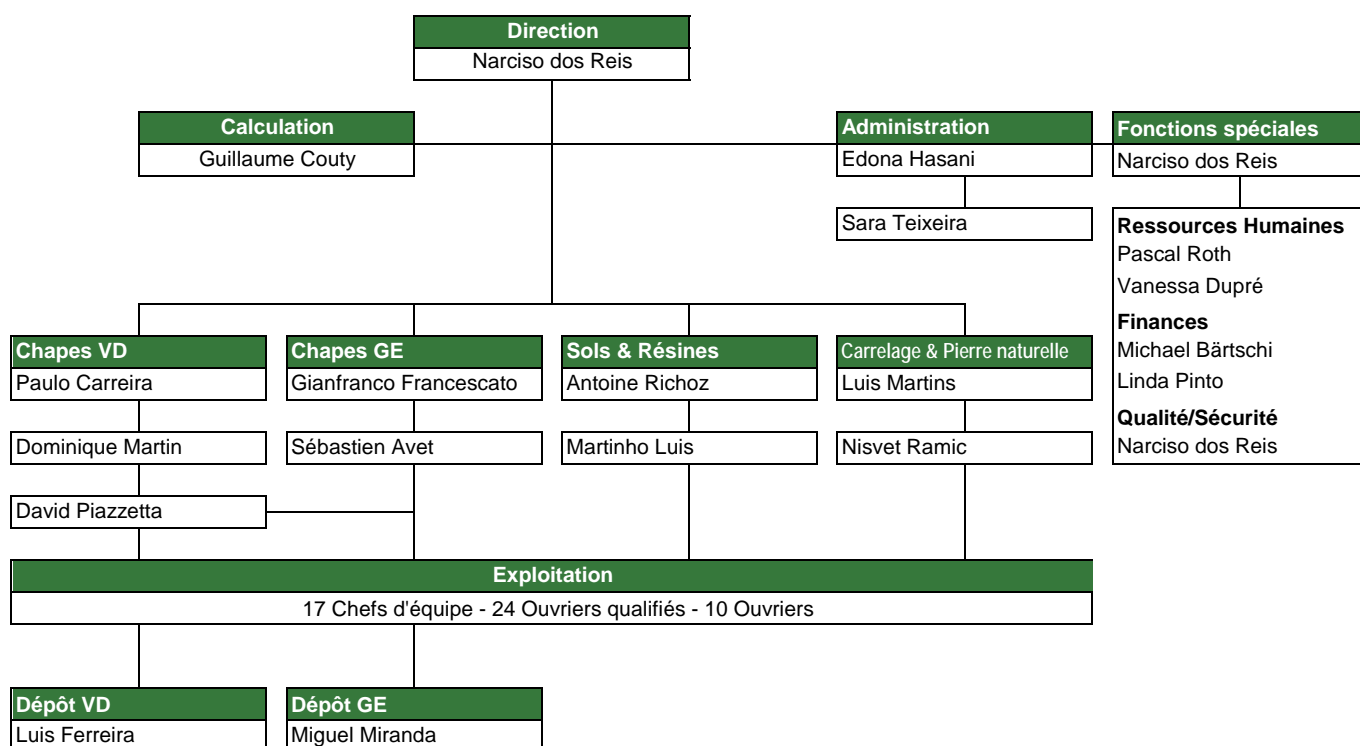 Direction
Narciso dos Reis
Calculation
Guillaume Couty
Administration
Edona Hasani
Sara Teixeira
Fonctions spéciales
Narciso dos Reis
Ressources Humaines
Pascal Roth
Vanessa Dupré
Finances
Michael Bärtschi
Linda Pinto
Qualité/Sécurité
Narciso dos Reis
Chapes VD
Paulo Carreira
Dominique Martin
David Piazzetta
Chapes GE
Gianfranco Francescato
Sébastien Avet
Sols & Résines
Antoine Richoz
Martinho Luis
Carrelage & Pierre naturelle
Luis Martins
Nisvet Ramic
Exploitation
17 Chefs d'équipe - 24 Ouvriers qualifiés - 10 Ouvriers
Dépôt VD
Luis Ferreira
Dépôt GE
Miguel Miranda